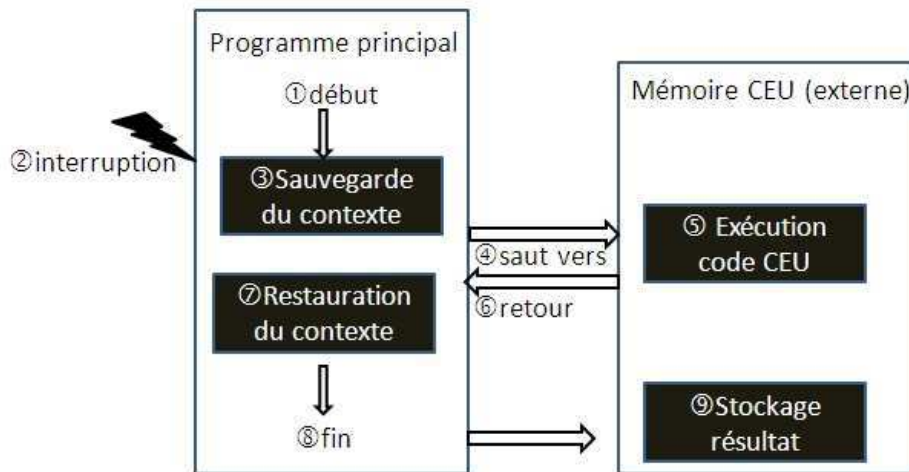 Programme principal
①début
②interruption
③Sauvegarde
du contexte
④saut vers
Mémoire CEU (externe)
⑤ Exécution
code CEU
⑥retour
⑦Restauration
du contexte
⑧fin
⑨Stockage
résultat